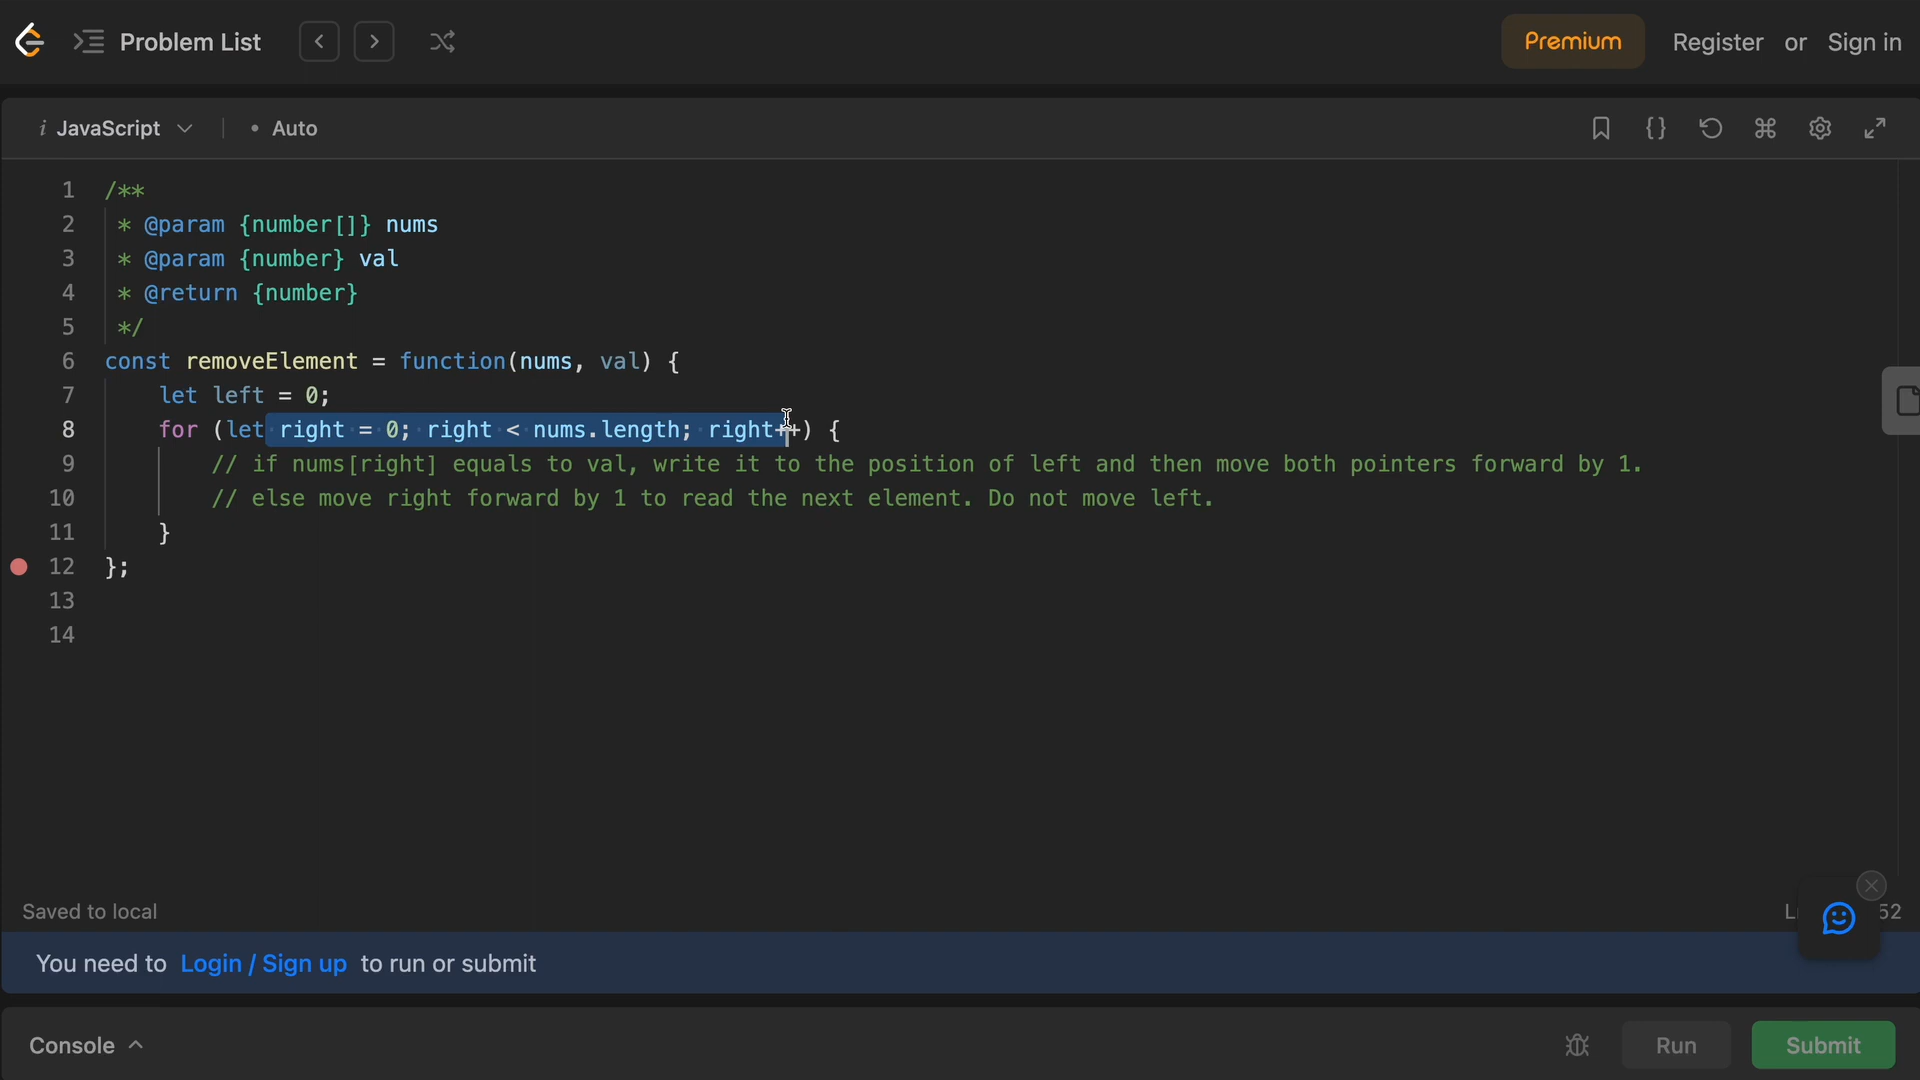 Problem List
Premium Register or Sign in
i JavaScript • Auto
1 /**
2 * @param {number[]} nums
3 * @param {number} val
4 * @return {number}
5 */
6 const removeElement = function(nums, val) {
7 let left = 0;
8 for (let right = 0; right < nums.length; right++) {
9 // if nums[right] equals to val, write it to the position of left and then move both pointers forward by 1.
10 // else move right forward by 1 to read the next element. Do not move left.
11 }
12 };
13
14
Saved to local
52
You need to Login / Sign up to run or submit
Console
Run
Submit